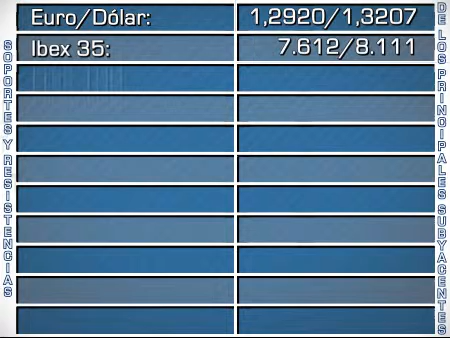 SOPORTES Y RESISTENCIAS
DE LOS PRINCIPALES SUBYACENTES
Euro/Dólar: 1,2920/1,3207
Ibex 35: 7.612/8.111